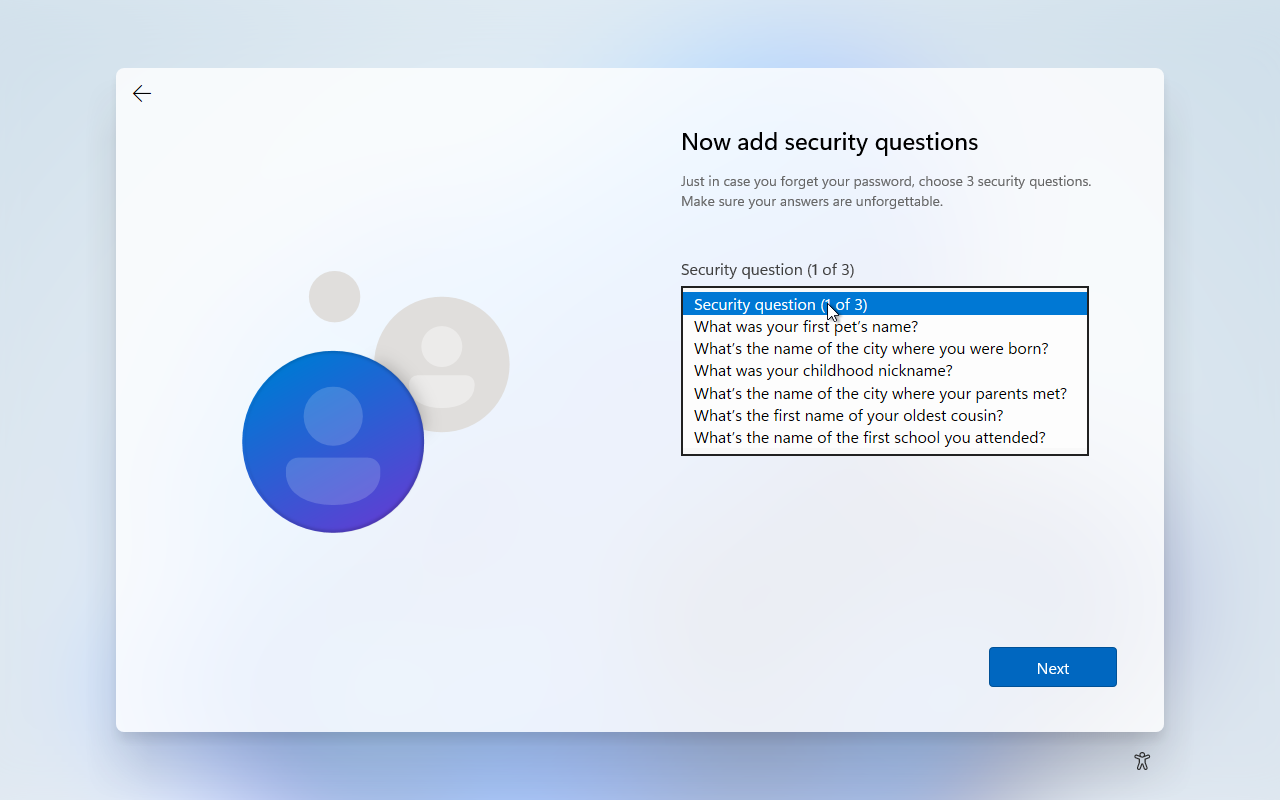 Now add security questions
Just in case you forget your password, choose 3 security questions.
Make sure your answers are unforgettable.
Security question (1 of 3)
Security question (1 of 3)
What was your first pet’s name?
What’s the name of the city where you were born?
What was your childhood nickname?
What’s the name of the city where your parents met?
What’s the first name of your oldest cousin?
What’s the name of the first school you attended?
Next